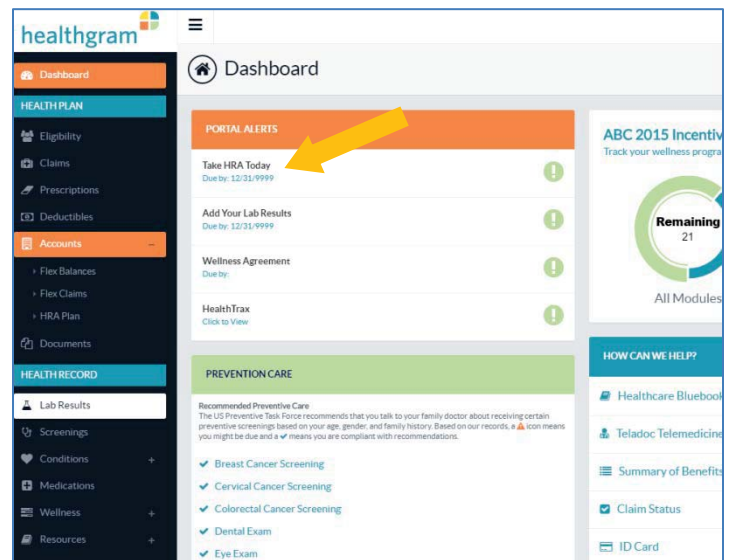 healthgram
Dashboard
HEALTH PLAN
Eligibility
Claims
Prescriptions
Deductibles
Accounts
Flex Balances
Flex Claims
HRA Plan
Documents
HEALTH RECORD
Lab Results
Screenings
Conditions
Medications
Wellness
Resources
Dashboard
PORTAL ALERTS
Take HRA Today
Due by: 12/31/9999
Add Your Lab Results
Due by: 12/31/9999
Wellness Agreement
Due by:
HealthTrax
Click to View
PREVENTION CARE
Recommended Preventive Care
The US Preventive Task Force recommends that you talk to your family doctor about receiving certain
preventive screenings based on your age, gender, and family history. Based on our records, a icon means
you might be due and a ✔ means you are compliant with recommendations.
Breast Cancer Screening
Cervical Cancer Screening
Colorectal Cancer Screening
Dental Exam
Eye Exam
ABC 2015 Incentiv
Track your wellness progra
Remaining
21
All Modules
HOW CAN WE HELP?
Healthcare Bluebook
Teladoc Telemedicine
Summary of Benefits
Claim Status
ID Card